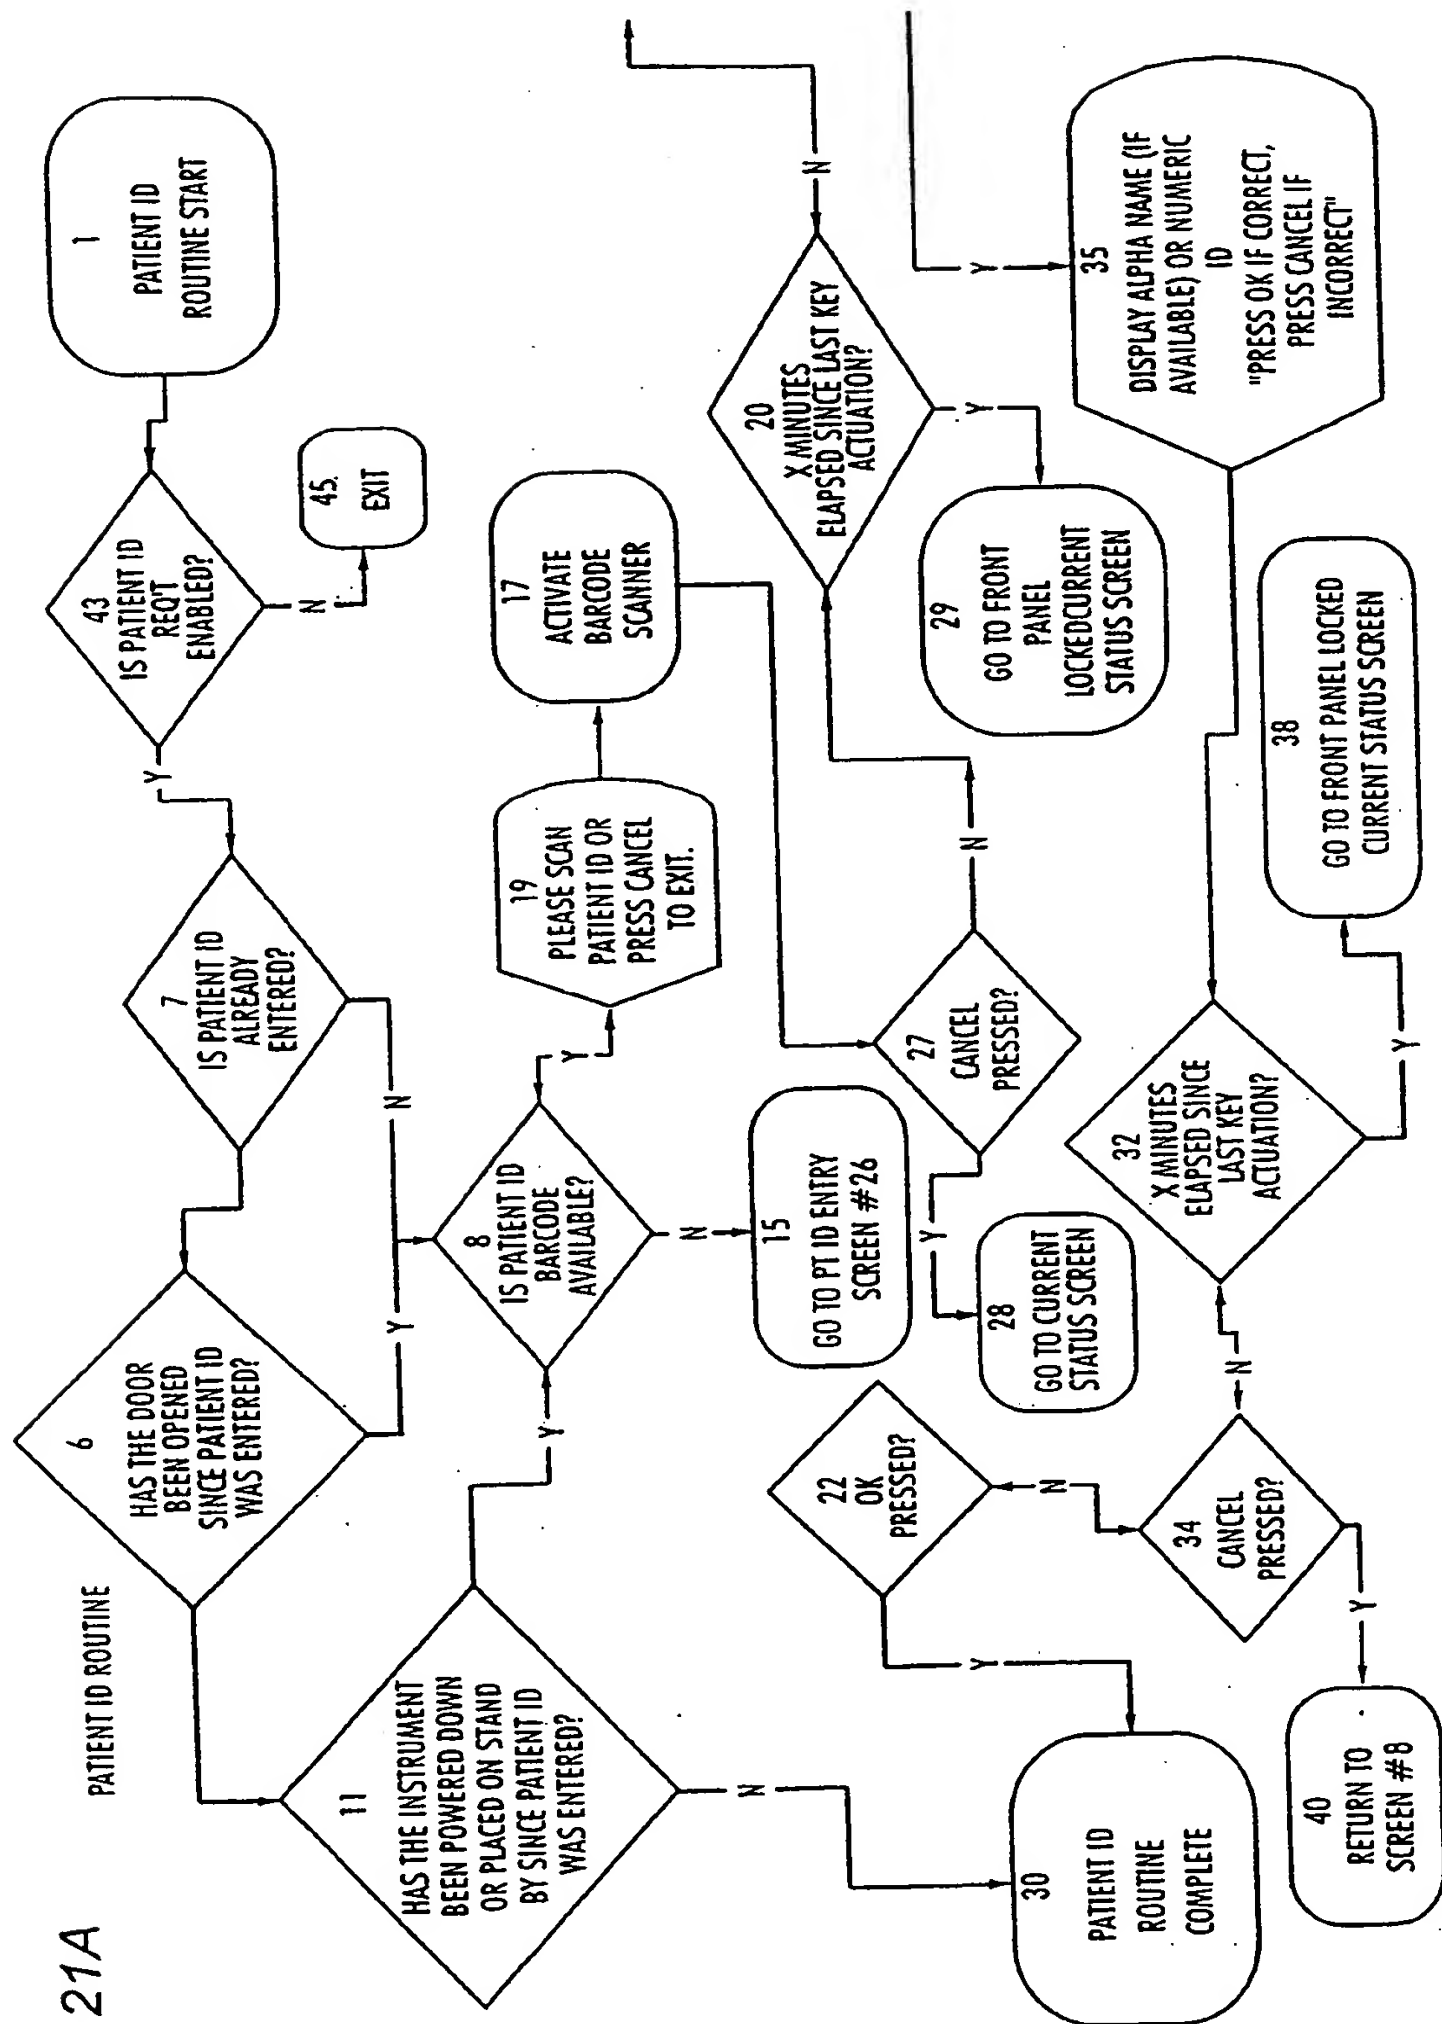 21A
PATIENT ID ROUTINE
1
PATIENT ID
ROUTINE START
43
IS PATIENT ID
REQ'T
ENABLED?
N
45.
EXIT
Y
7
IS PATIENT ID
ALREADY
ENTERED?
N
6
HAS THE DOOR
BEEN OPENED
SINCE PATIENT ID
WAS ENTERED?
Y
11
HAS THE INSTRUMENT
BEEN POWERED DOWN
OR PLACED ON STAND
BY SINCE PATIENT ID
WAS ENTERED?
Y
N
8
IS PATIENT ID
BARCODE
AVAILABLE?
Y
N
19
PLEASE SCAN
PATIENT ID OR
PRESS CANCEL
TO EXIT.
17
ACTIVATE
BARCODE
SCANNER
15
GO TO PT ID ENTRY
SCREEN #26
27
CANCEL
PRESSED?
N
Y
28
GO TO CURRENT
STATUS SCREEN
20
X MINUTES
ELAPSED SINCE LAST KEY
ACTUATION?
N
Y
29
GO TO FRONT
PANEL
LOCKEDCURRENT
STATUS SCREEN
Y
35
DISPLAY ALPHA NAME (IF
AVAILABLE) OR NUMERIC
ID
"PRESS OK IF CORRECT,
PRESS CANCEL IF
INCORRECT"
32
X MINUTES
ELAPSED SINCE
LAST KEY
ACTUATION?
Y
38
GO TO FRONT PANEL LOCKED
CURRENT STATUS SCREEN
N
34
CANCEL
PRESSED?
Y
40
RETURN TO
SCREEN #8
N
22
OK
PRESSED?
Y
30
PATIENT ID
ROUTINE
COMPLETE